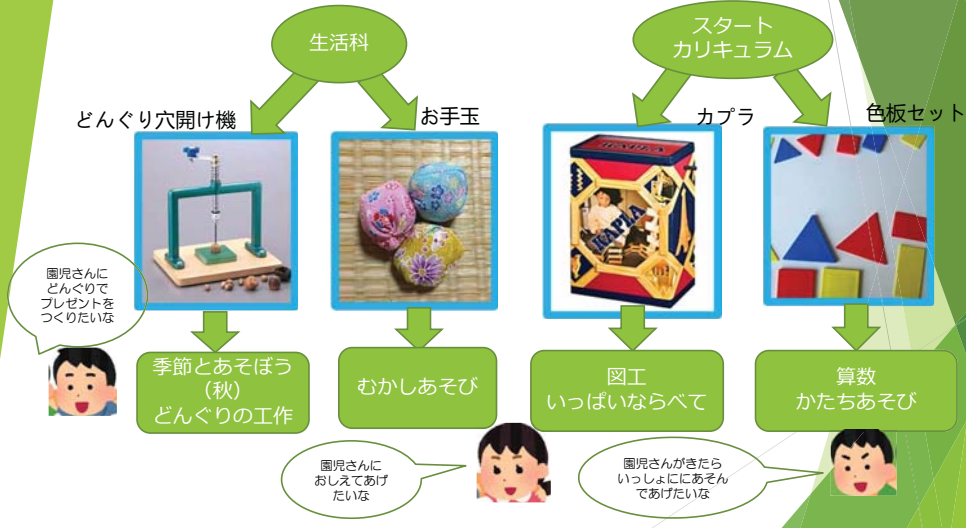 生活科
スタート
カリキュラム
どんぐり穴開け機
お手玉
カプラ
色板セット
KAPLA
KAPLA
園児さんに
どんぐりで
プレゼントを
つくりたいな
季節とあそぼう
（秋）
どんぐりの工作
むかしあそび
図工
いっぱいならべて
算数
かたちあそび
園児さんに
おしえてあげ
たいな
園児さんがきたら
いっしょににあそん
であげたいな